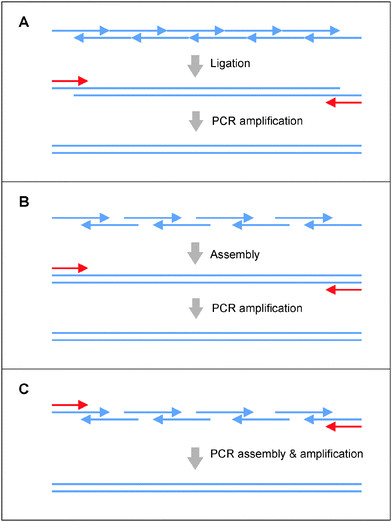 A
Ligation
PCR amplification
B
Assembly
PCR amplification
C
PCR assembly & amplification